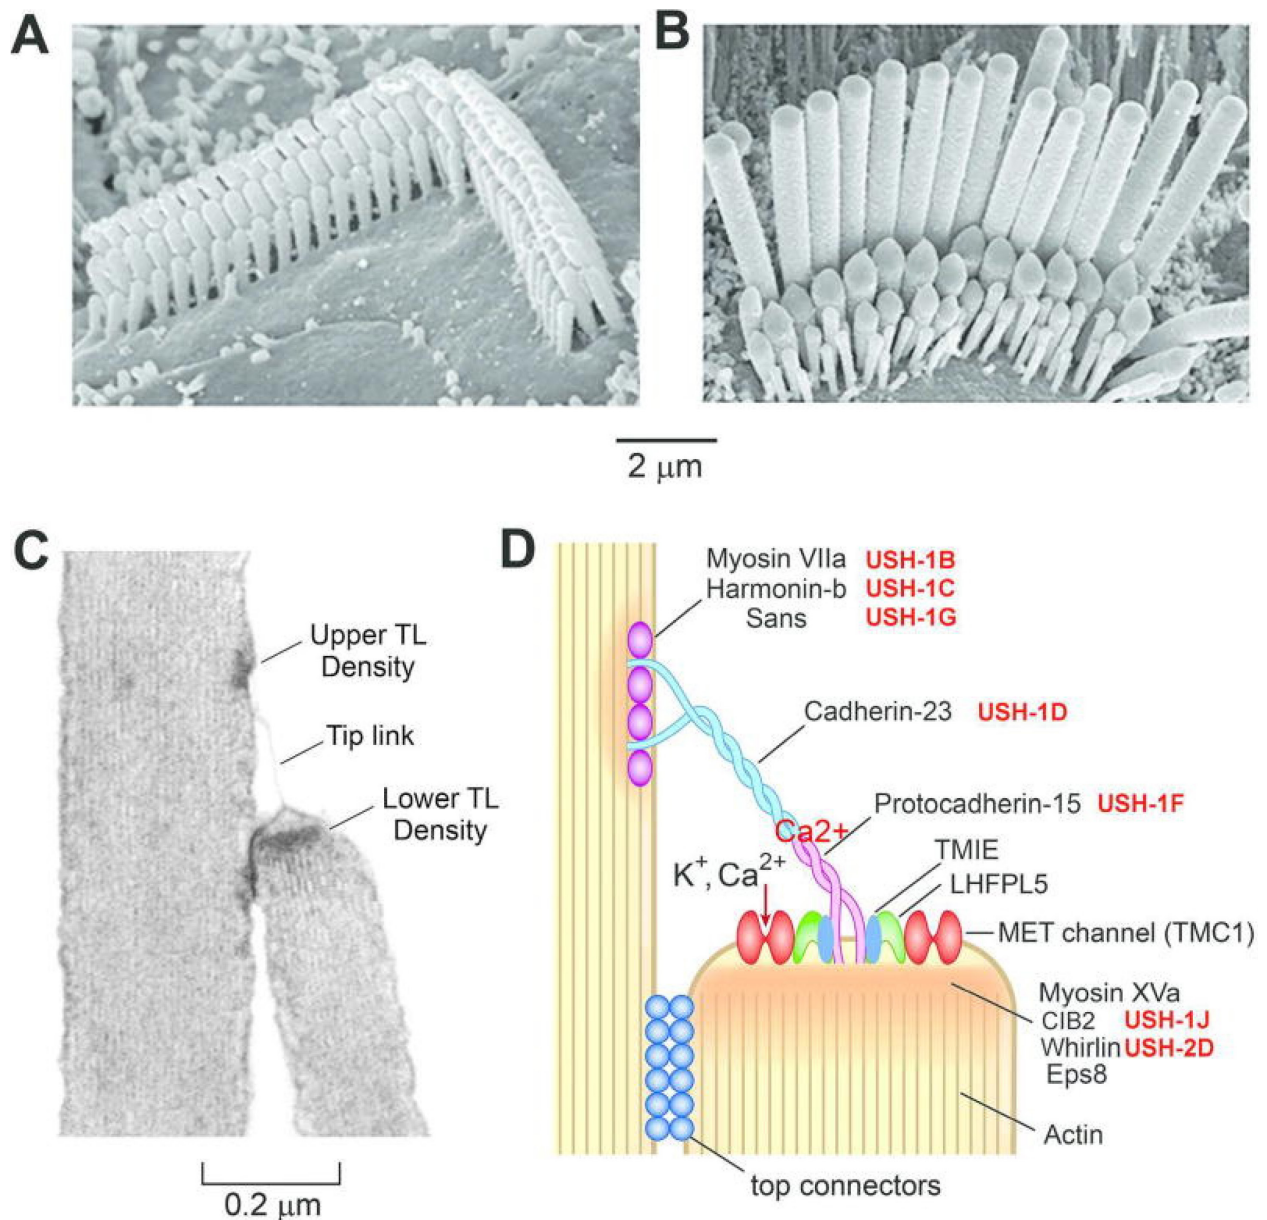 A
B
2 μm
C
Upper TL
Density
Tip link
Lower TL
Density
0.2 μm
D
Myosin VIIa USH-1B
Harmonin-b USH-1C
Sans USH-1G
Cadherin-23 USH-1D
Protocadherin-15 USH-1F
Ca2+
TMIE
K⁺, Ca²⁺
LHFPL5
MET channel (TMC1)
Myosin XVa
CIB2 USH-1J
Whirlin USH-2D
Eps8
Actin
top connectors